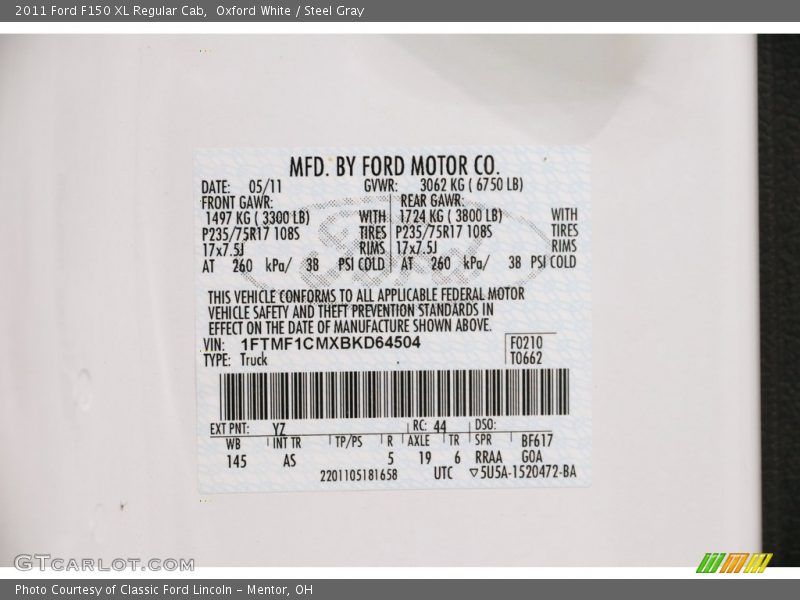 2011 Ford F150 XL Regular Cab,  Oxford White / Steel Gray
MFD. BY FORD MOTOR CO.
DATE: 05/11 GVWR: 3062 KG ( 6750 LB)
FRONT GAWR: REAR GAWR:
1497 KG ( 3300 LB) WITH 1724 KG ( 3800 LB) WITH
P235/75R17 108S TIRES P235/75R17 108S TIRES
17x7.5J RIMS 17x7.5J RIMS
AT 260 kPa/ 38 PSI COLD AT 260 kPa/ 38 PSI COLD
THIS VEHICLE CONFORMS TO ALL APPLICABLE FEDERAL MOTOR
VEHICLE SAFETY AND THEFT PREVENTION STANDARDS IN
EFFECT ON THE DATE OF MANUFACTURE SHOWN ABOVE.
VIN: 1FTMF1CMXBKD64504 F0210
TYPE: Truck T0662
EXT PNT: YZ RC: 44 DSO:
WB INT TR TP/PS R AXLE TR SPR BF617
145 AS 5 19 6 RRAA GOA
2201105181658 UTC ▽5U5A-1520472-BA
GTCARLOT.COM
Photo Courtesy of Classic Ford Lincoln - Mentor, OH